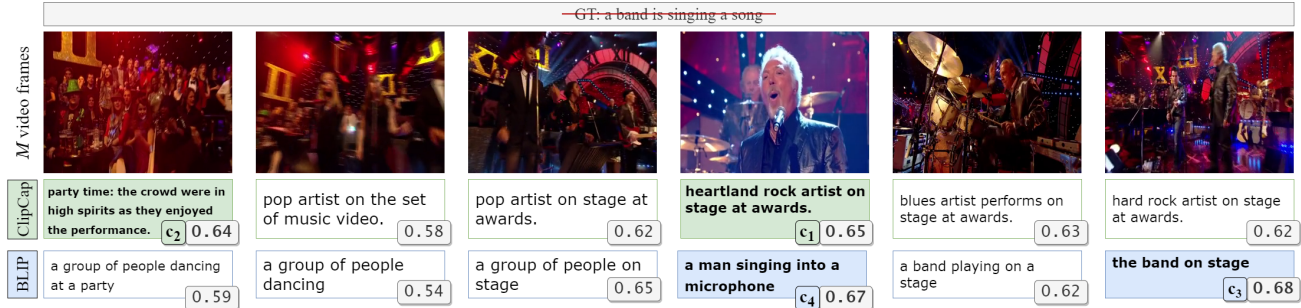 GT: a band is singing a song
M video frames
ClipCap
party time: the crowd were in
high spirits as they enjoyed
the performance.
c2 0.64
pop artist on the set
of music video.
0.58
pop artist on stage at
awards.
0.62
heartland rock artist on
stage at awards.
c1 0.65
blues artist performs on
stage at awards.
0.63
hard rock artist on stage
at awards.
0.62
BLIP
a group of people dancing
at a party
0.59
a group of people
dancing
0.54
a group of people on
stage
0.65
a man singing into a
microphone
c4 0.67
a band playing on a
stage
0.62
the band on stage
c3 0.68